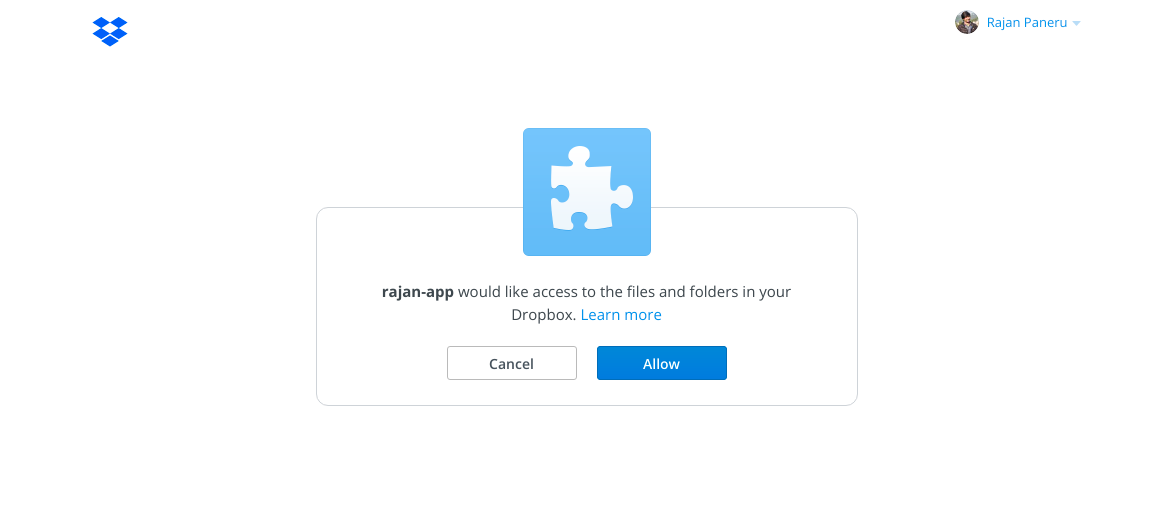 Rajan Paneru
rajan-app would like access to the files and folders in your
Dropbox. Learn more
Cancel
Allow